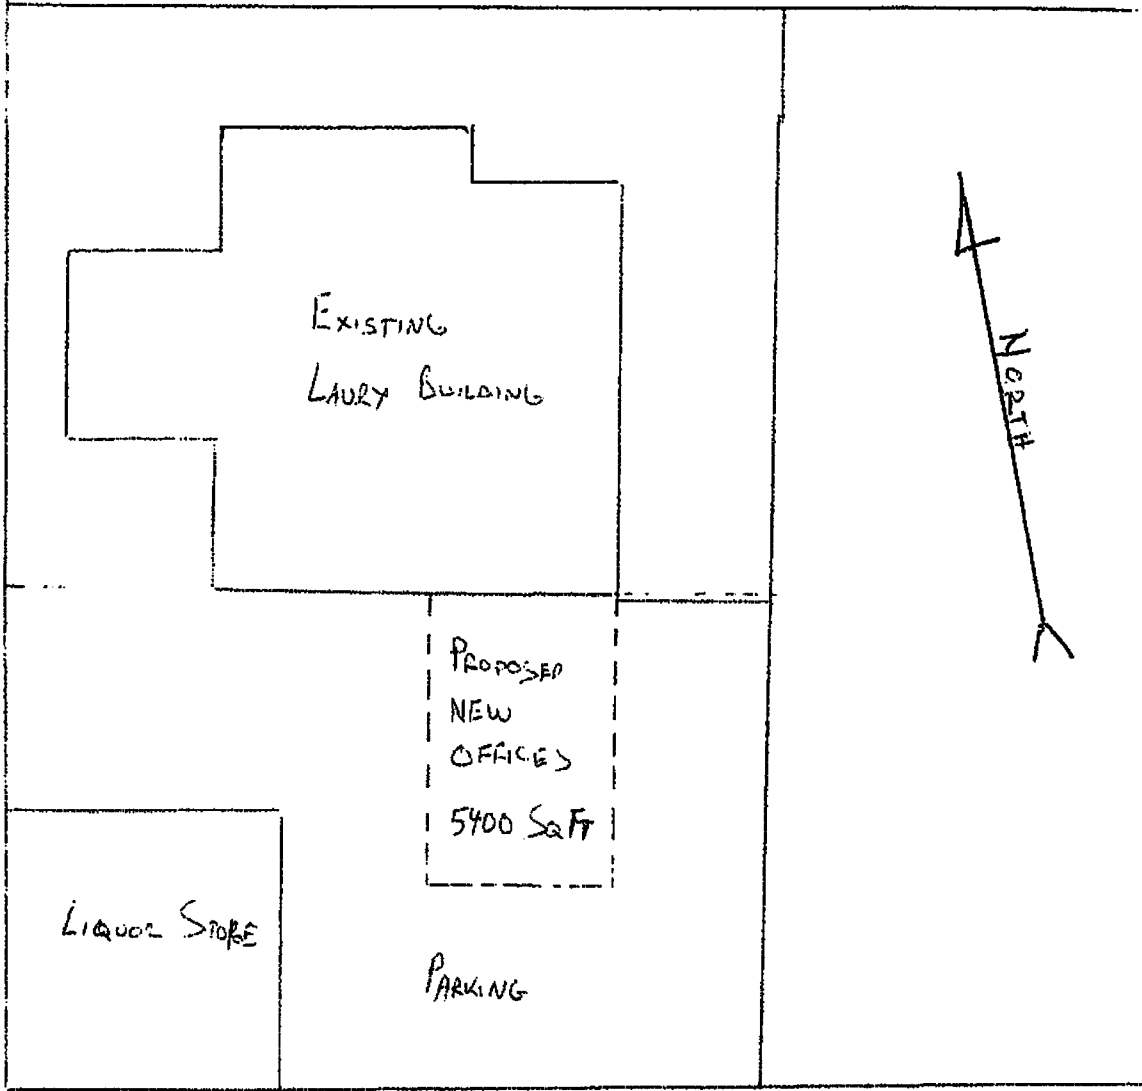 EXISTING
LAURY BUILDING
NORTH
PROPOSED
NEW
OFFICES
5400 SQ FT
LIQUOR STORE
PARKING